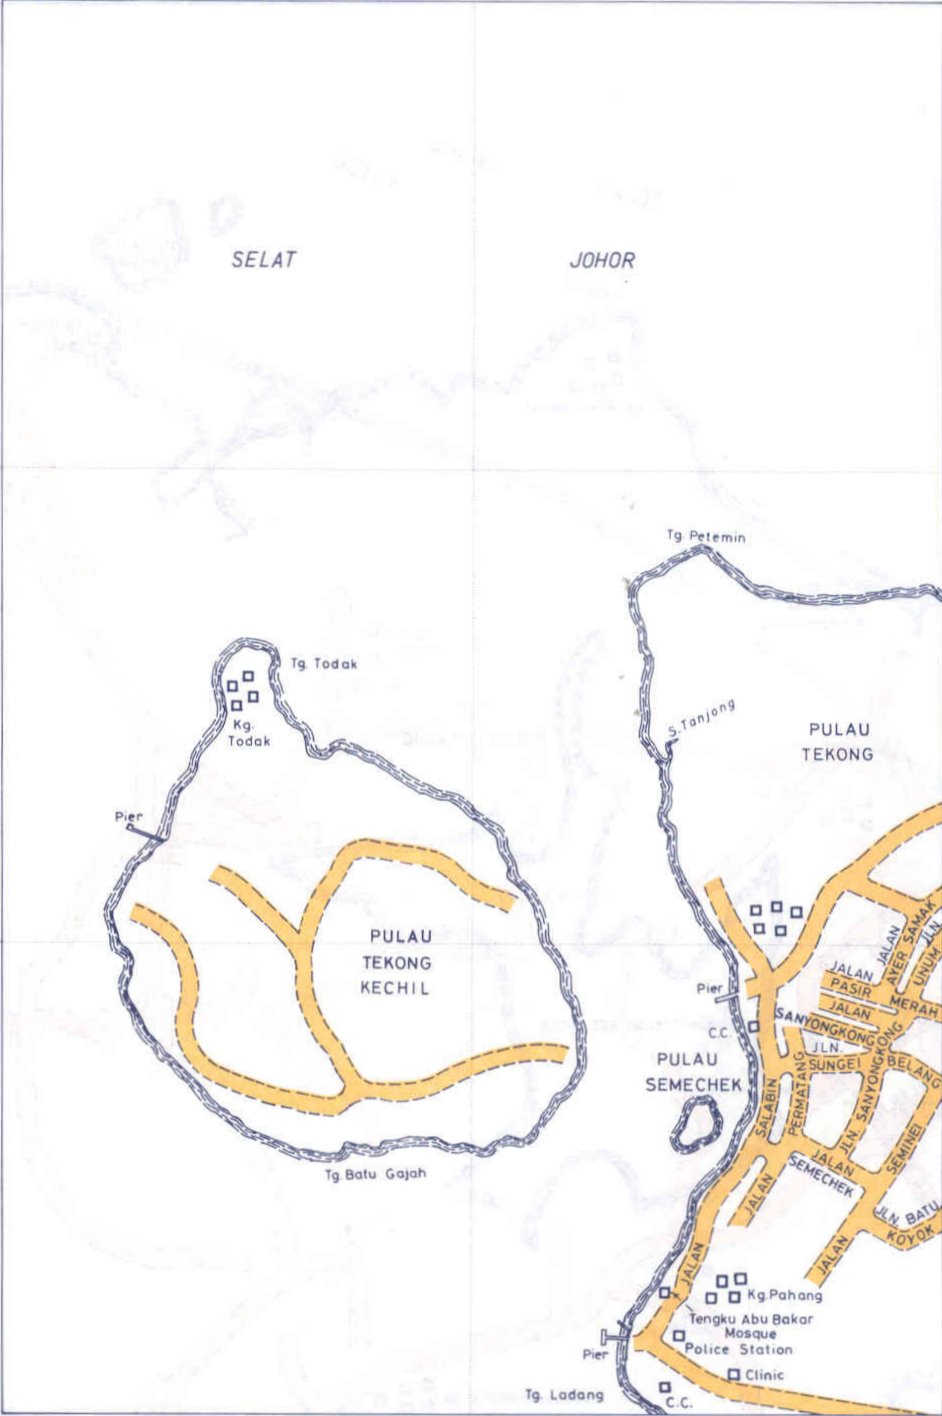 SELAT JOHOR
Tg. Petemin
Tg. Todak
Kg.
Todak
S. Tanjong
PULAU
TEKONG
Pier
PULAU
TEKONG
KECHIL
Tg. Batu Gajah
JALAN
AYER SAMAK
JLN.
UNUM
JALAN
PASIR
MERAH
JALAN
SANYONGKONG
Pier
C.C.
JLN.
SUNGEI
BELANG
PULAU
SEMECHEK
SALABIN
PERMATANG
JLN. SANYONGKONG
SEMINEI
JALAN
SEMECHEK
JALAN
JLN. BATU
KOYOK
JALAN
JALAN
Kg. Pahang
Tengku Abu Bakar
Mosque
Police Station
Pier
Clinic
Tg. Ladang
C.C.